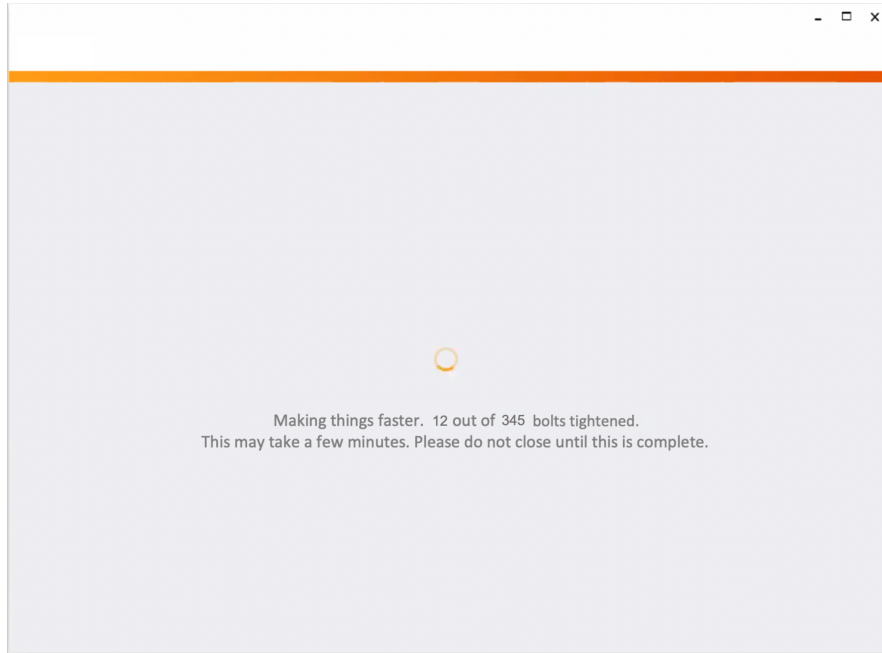 Making things faster. 12 out of 345 bolts tightened.
This may take a few minutes. Please do not close until this is complete.